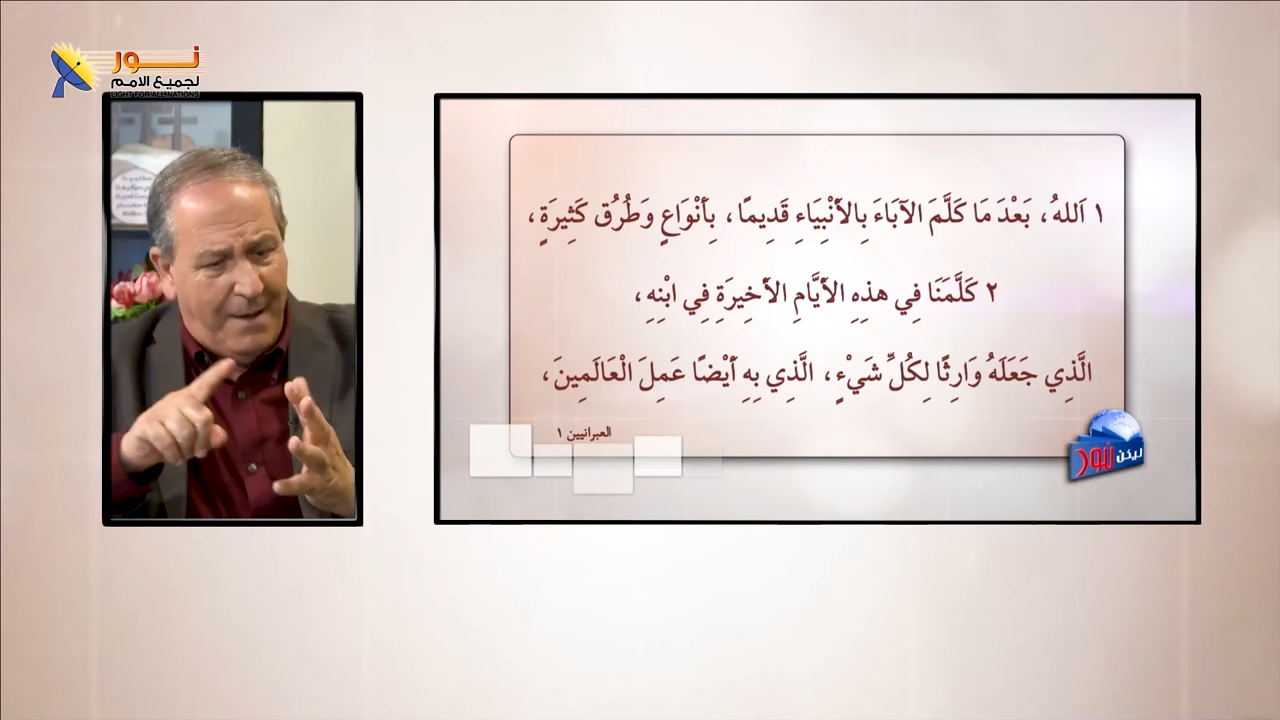 نور
لجميع الامم
LIGHT FOR ALL NATIONS
١ اَللهُ، بَعْدَ مَا كَلَّمَ الآبَاءَ بِالأَنْبِيَاءِ قَدِيمًا، بِأَنْوَاعٍ وَطُرُق كَثِيرَةٍ،
٢ كَلَّمَنَا فِي هذِهِ الأَيَّامِ الأَخِيرَةِ فِي ابْنِهِ،
الَّذِي جَعَلَهُ وَارِثًا لِكُلِّ شَيْءٍ، الَّذِي بِهِ أَيْضًا عَمِلَ الْعَالَمِينَ،
العبرانيين ١
ليكن نور